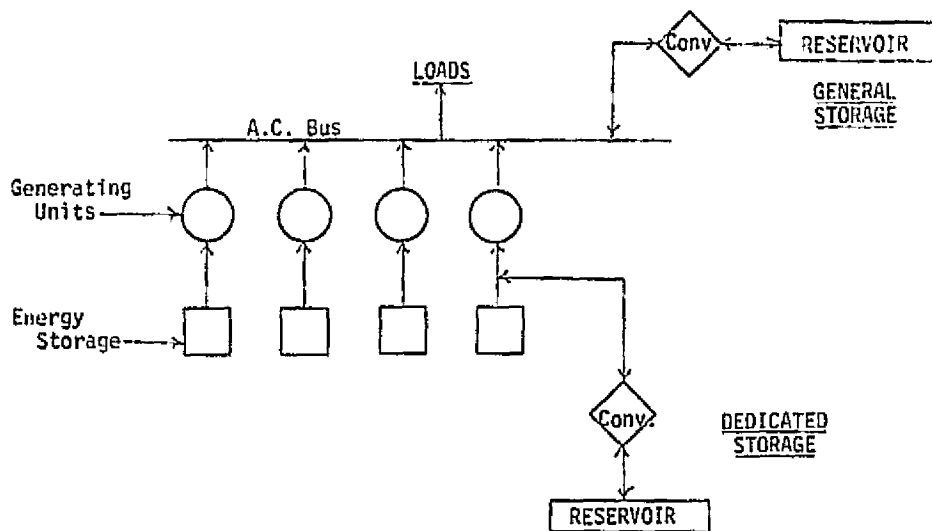 Conv
RESERVOIR
GENERAL
STORAGE
LOADS
A.C. Bus
Generating
Units
Energy
Storage
Conv.
DEDICATED
STORAGE
RESERVOIR